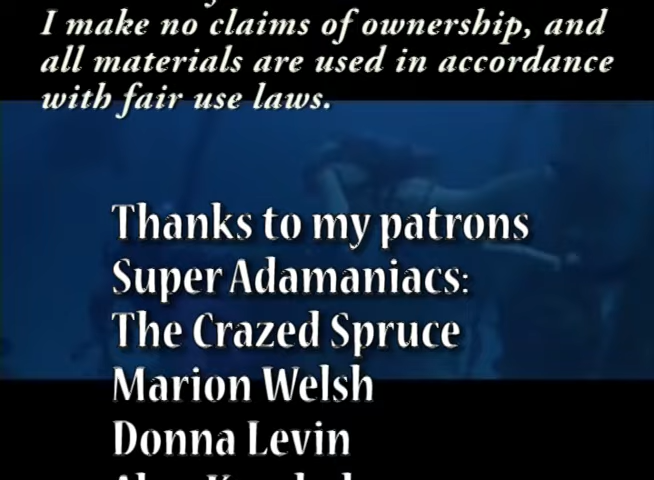 I make no claims of ownership, and
all materials are used in accordance
with fair use laws.
Thanks to my patrons
Super Adamaniacs:
The Crazed Spruce
Marion Welsh
Donna Levin